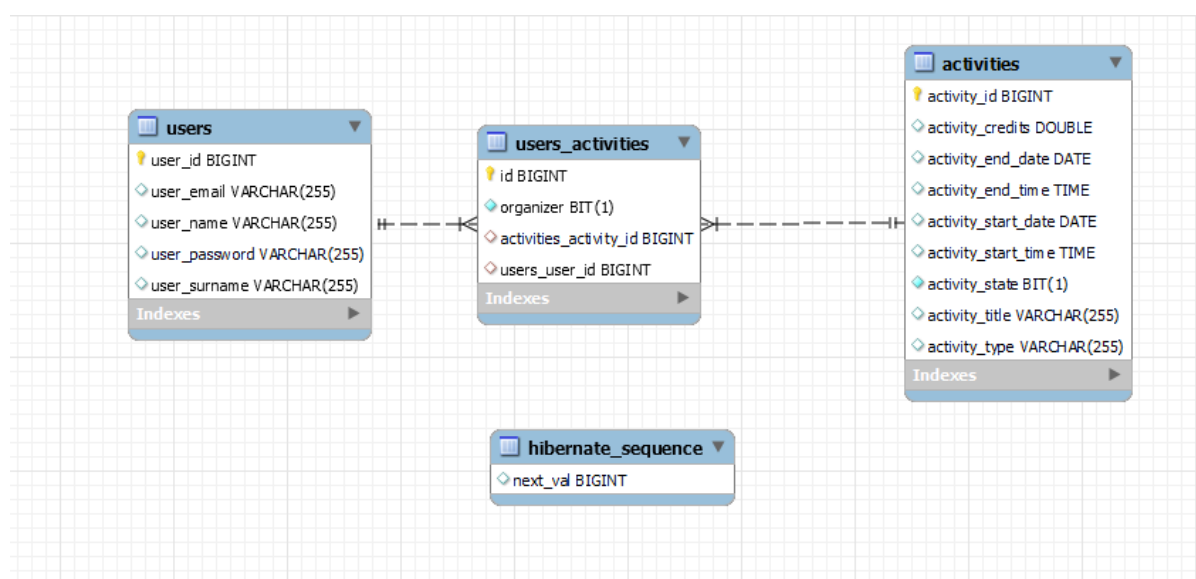 users
user_id BIGINT
user_email VARCHAR(255)
user_name VARCHAR(255)
user_password VARCHAR(255)
user_surname VARCHAR(255)
Indexes
users_activities
id BIGINT
organizer BIT(1)
activities_activity_id BIGINT
users_user_id BIGINT
Indexes
activities
activity_id BIGINT
activity_credits DOUBLE
activity_end_date DATE
activity_end_time TIME
activity_start_date DATE
activity_start_time TIME
activity_state BIT(1)
activity_title VARCHAR(255)
activity_type VARCHAR(255)
Indexes
hibernate_sequence
next_val BIGINT